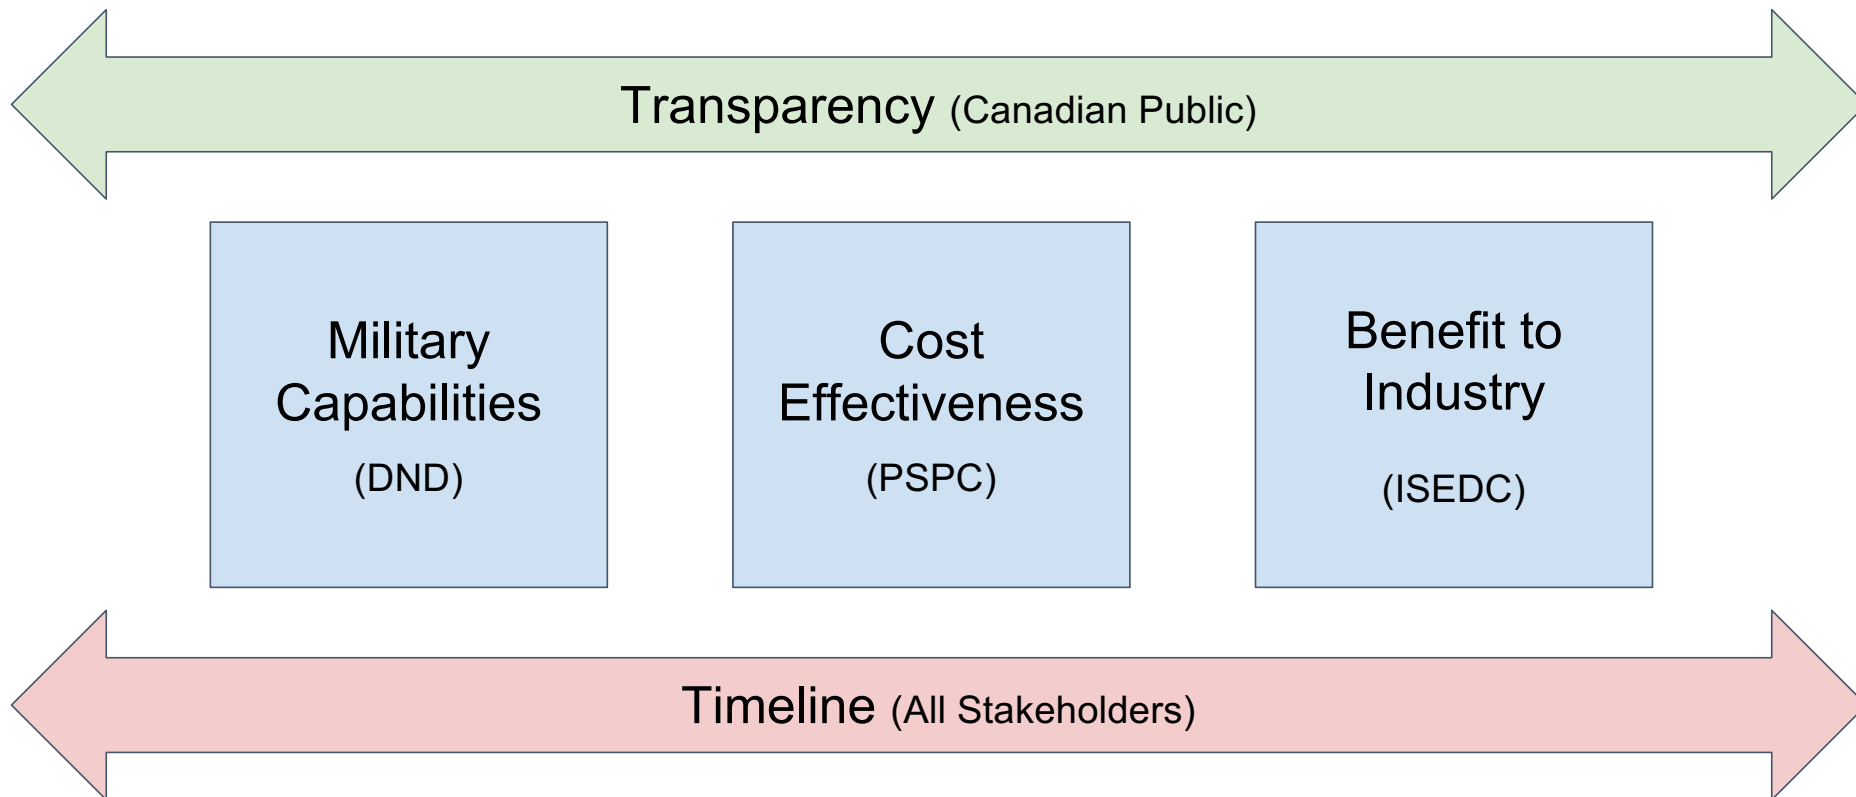 Transparency (Canadian Public)
Military
Capabilities
(DND)
Cost
Effectiveness
(PSPC)
Benefit to
Industry
(ISEDC)
Timeline (All Stakeholders)